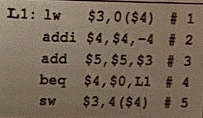 L1: lw $3,0($4) # 1
addi $4,$4,-4 # 2
add $5,$5,$3 # 3
beq $4,$0,L1 # 4
sw $3,4($4) # 5